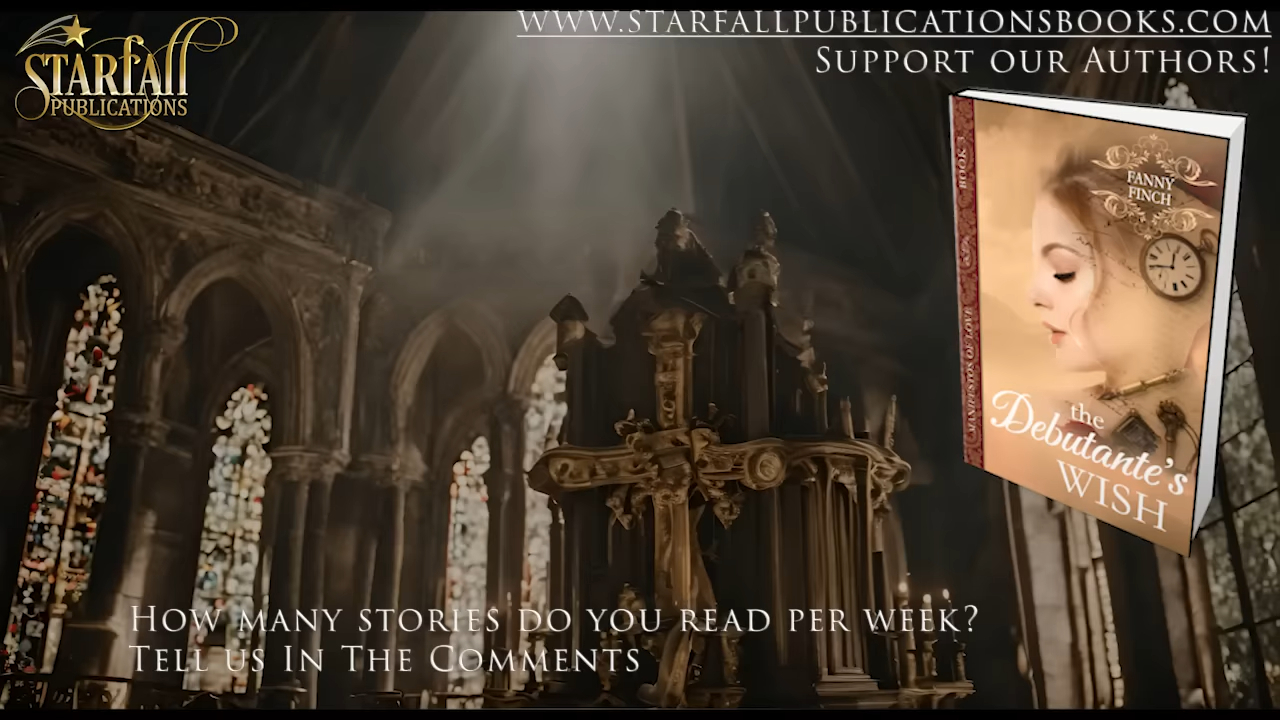 STARfall
PUBLICATIONS
WWW.STARFALLPUBLICATIONSBOOKS.COM
SUPPORT OUR AUTHORS!
BOOK 1
MANIFESTOS OF LOVE
FANNY
FINCH
the
Debutante's
WISH
HOW MANY STORIES DO YOU READ PER WEEK?
TELL US IN THE COMMENTS